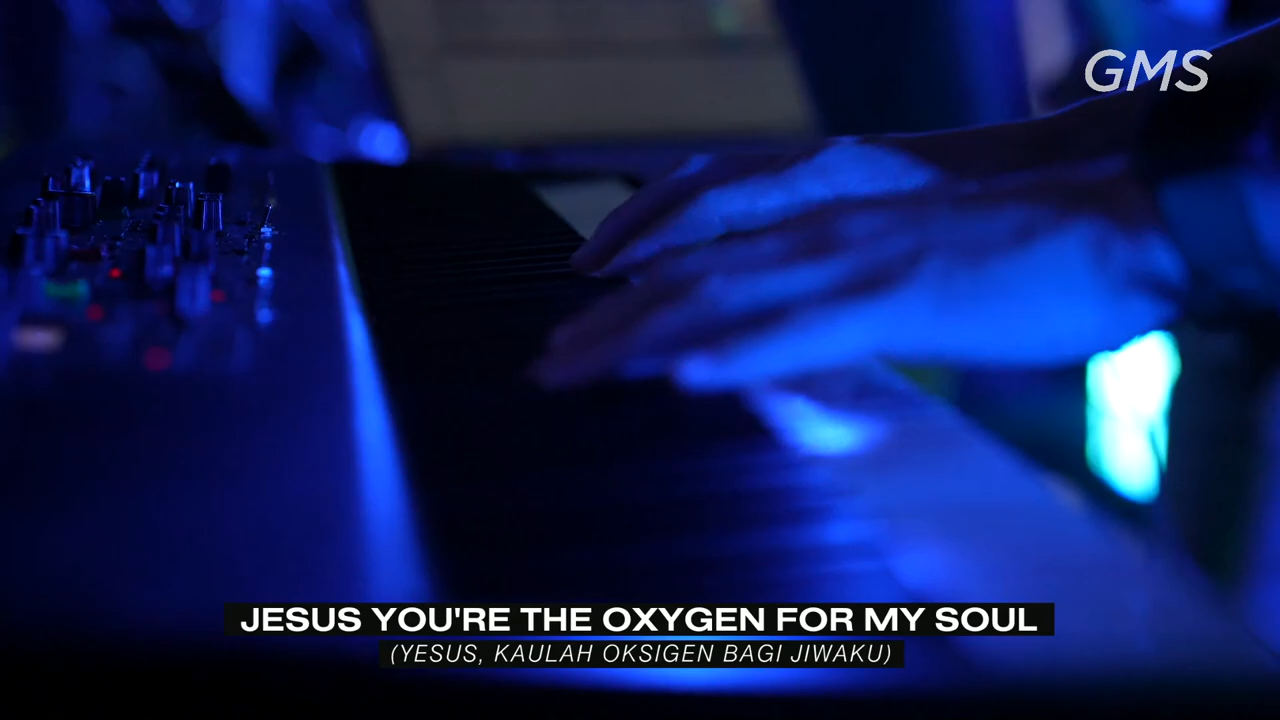 GMS
JESUS YOU'RE THE OXYGEN FOR MY SOUL
(YESUS, KAULAH OKSIGEN BAGI JIWAKU)